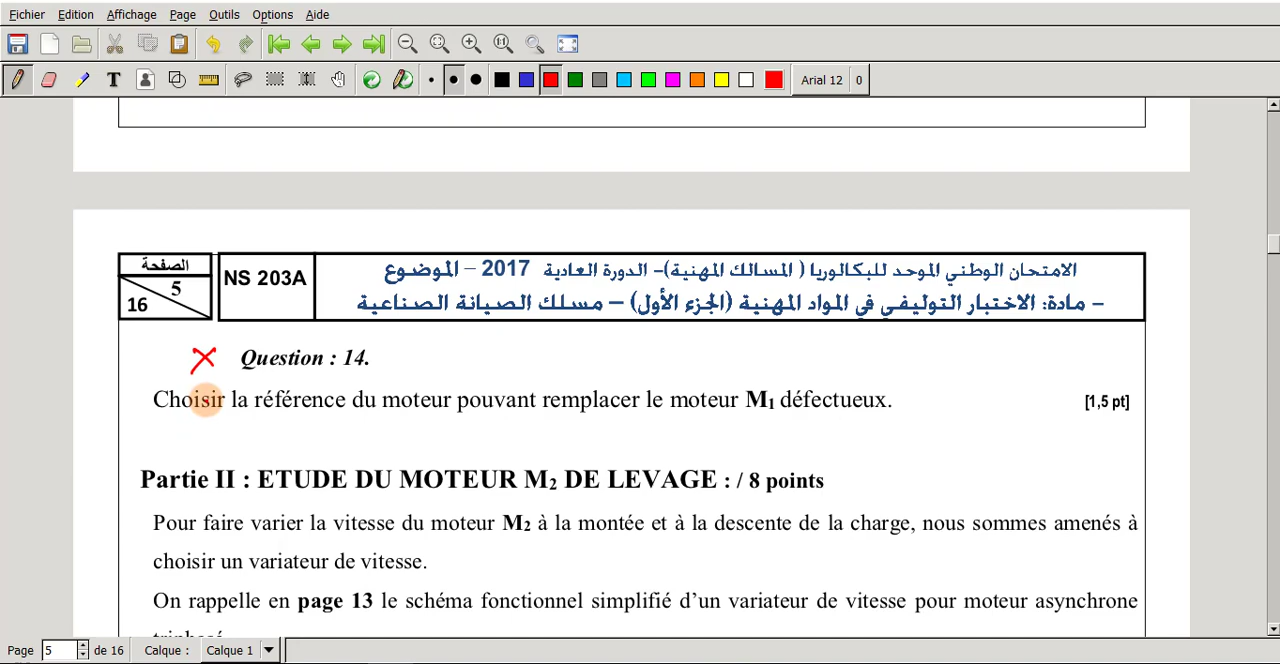 Fichier Edition Affichage Page Outils Options Aide
T Arial 12 0
الصفحة
5
16
NS 203A
الامتحان الوطني الموحد للبكالوريا ( المسالك المهنية)– الدورة العادية 2017 – الموضوع
– مادة: الاختبار التوليفي في المواد المهنية (الجزء الأول) – مسلك الصيانة الصناعية
Question : 14.
Choisir la référence du moteur pouvant remplacer le moteur M1 défectueux. [1,5 pt]
Partie II : ETUDE DU MOTEUR M2 DE LEVAGE : / 8 points
Pour faire varier la vitesse du moteur M2 à la montée et à la descente de la charge, nous sommes amenés à
choisir un variateur de vitesse.
On rappelle en page 13 le schéma fonctionnel simplifié d’un variateur de vitesse pour moteur asynchrone
Page 5 de 16 Calque : Calque 1